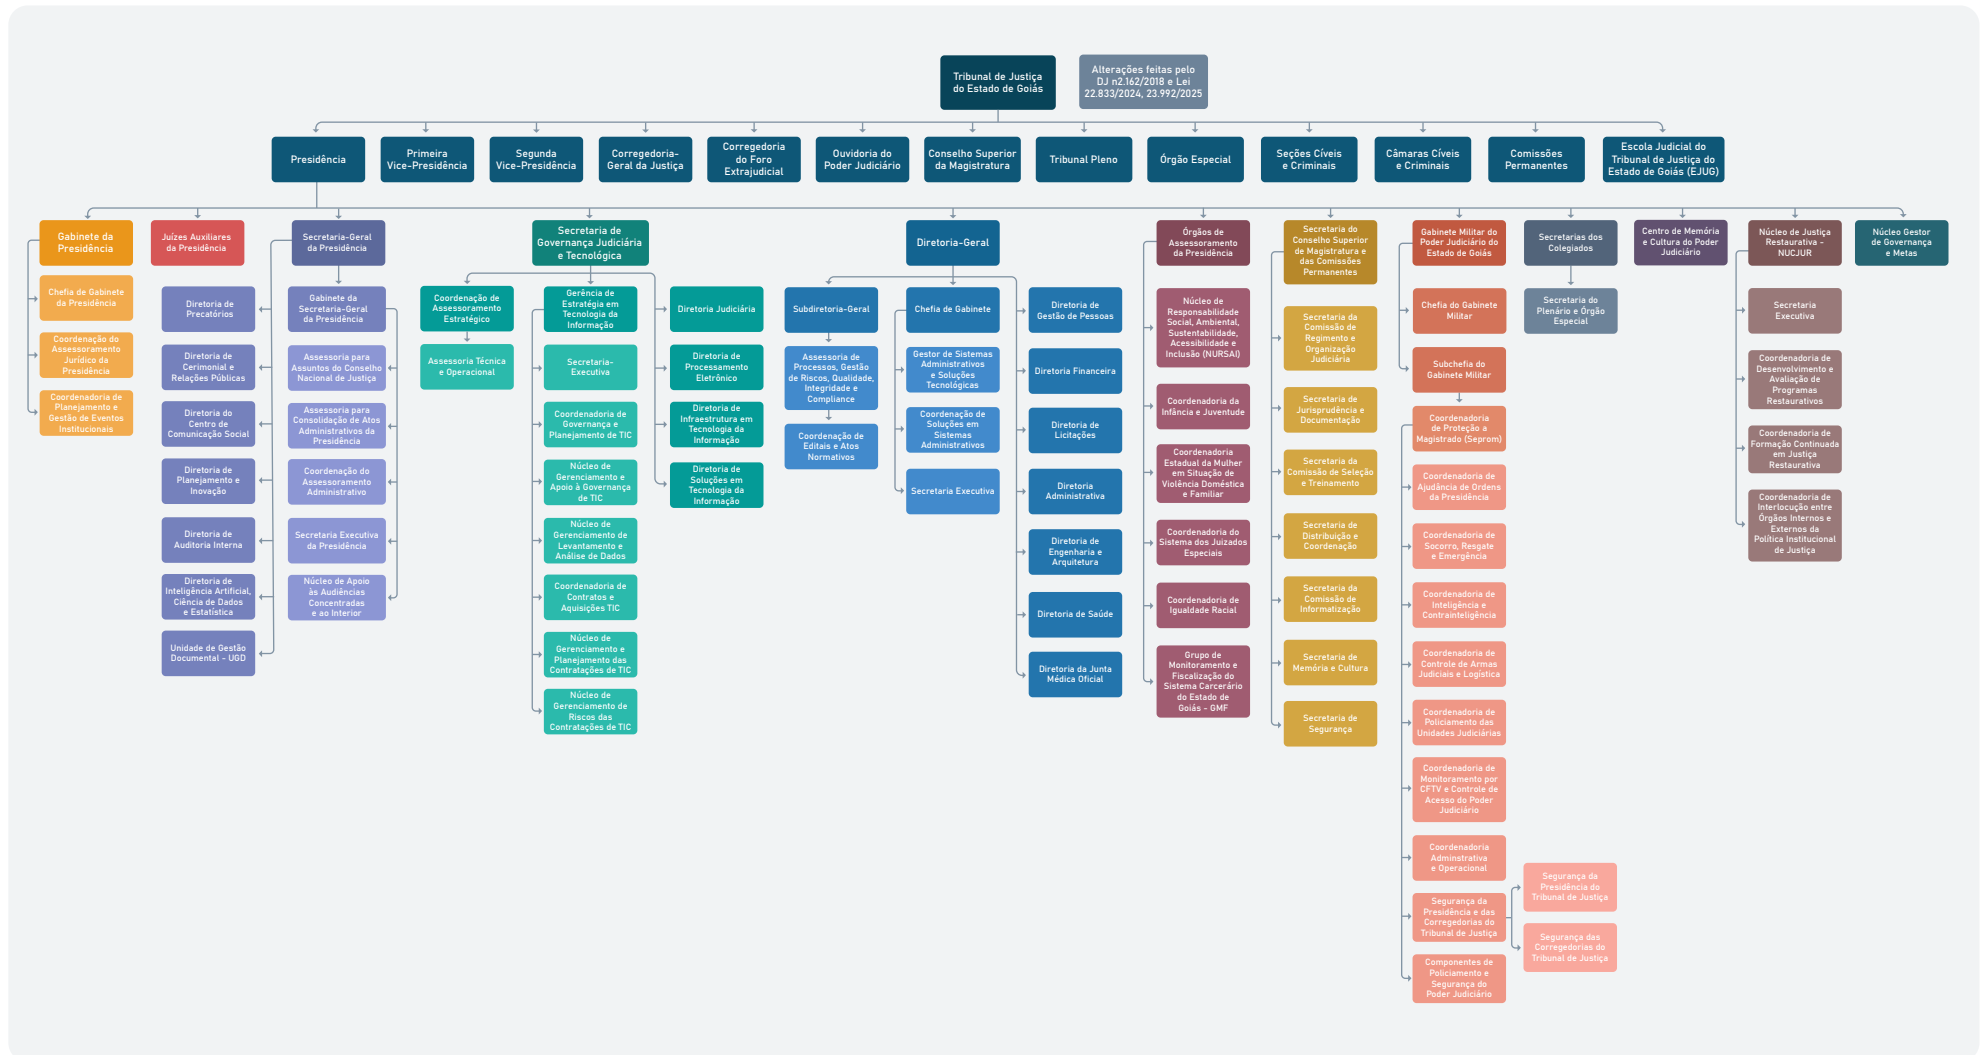 Tribunal de Justiça
do Estado de Goiás
Alterações feitas pelo
DJ n2.162/2018 e Lei
22.833/2024, 23.992/2025
Presidência
Primeira
Vice-Presidência
Segunda
Vice-Presidência
Corregedoria-
Geral da Justiça
Corregedoria
do Foro
Extrajudicial
Ouvidoria do
Poder Judiciário
Conselho Superior
da Magistratura
Tribunal Pleno
Órgão Especial
Seções Cíveis
e Criminais
Câmaras Cíveis
e Criminais
Comissões
Permanentes
Escola Judicial do
Tribunal de Justiça do
Estado de Goiás (EJUG)
Gabinete da
Presidência
Chefia de Gabinete
da Presidência
Coordenação do
Assessoramento
Jurídico da
Presidência
Coordenadoria de
Planejamento e
Gestão de Eventos
Institucionais
Juízes Auxiliares
da Presidência
Secretaria-Geral
da Presidência
Diretoria de
Precatórios
Diretoria de
Cerimonial e
Relações Públicas
Diretoria do
Centro de
Comunicação Social
Diretoria de
Planejamento e
Inovação
Diretoria de
Auditoria Interna
Diretoria de
Inteligência Artificial,
Ciência de Dados
e Estatística
Unidade de Gestão
Documental - UGD
Gabinete da
Secretaria-Geral
da Presidência
Assessoria para
Assuntos do Conselho
Nacional de Justiça
Assessoria para
Consolidação de Atos
Administrativos da
Presidência
Coordenação do
Assessoramento
Administrativo
Secretaria Executiva
da Presidência
Núcleo de Apoio
às Audiências
Concentradas
e ao Interior
Secretaria de
Governança Judiciária
e Tecnológica
Coordenação de
Assessoramento
Estratégico
Assessoria Técnica
e Operacional
Gerência de
Estratégia em
Tecnologia da
Informação
Secretaria-
Executiva
Coordenadoria de
Governança e
Planejamento de TIC
Núcleo de
Gerenciamento e
Apoio à Governança
de TIC
Núcleo de
Gerenciamento de
Levantamento e
Análise de Dados
Coordenadoria de
Contratos e
Aquisições TIC
Núcleo de
Gerenciamento e
Planejamento das
Contratações de TIC
Núcleo de
Gerenciamento de
Riscos das
Contratações de TIC
Diretoria Judiciária
Diretoria de
Processamento
Eletrônico
Diretoria de
Infraestrutura em
Tecnologia da
Informação
Diretoria de
Soluções em
Tecnologia da
Informação
Diretoria-Geral
Subdiretoria-Geral
Assessoria de
Processos, Gestão
de Riscos, Qualidade,
Integridade e
Compliance
Coordenação de
Editais e Atos
Normativos
Chefia de Gabinete
Gestor de Sistemas
Administrativos
e Soluções
Tecnológicas
Coordenação de
Soluções em
Sistemas
Administrativos
Secretaria Executiva
Diretoria de
Gestão de Pessoas
Diretoria Financeira
Diretoria de
Licitações
Diretoria
Administrativa
Diretoria de
Engenharia e
Arquitetura
Diretoria de Saúde
Diretoria da Junta
Médica Oficial
Órgãos de
Assessoramento
da Presidência
Núcleo de
Responsabilidade
Social, Ambiental,
Sustentabilidade,
Acessibilidade e
Inclusão (NURSAI)
Coordenadoria da
Infância e Juventude
Coordenadoria
Estadual da Mulher
em Situação de
Violência Doméstica
e Familiar
Coordenadoria do
Sistema dos Juizados
Especiais
Coordenadoria de
Igualdade Racial
Grupo de
Monitoramento e
Fiscalização do
Sistema Carcerário
do Estado de
Goiás - GMF
Secretaria do
Conselho Superior
de Magistratura e
das Comissões
Permanentes
Secretaria da
Comissão de
Regimento e
Organização
Judiciária
Secretaria de
Jurisprudência e
Documentação
Secretaria da
Comissão de Seleção
e Treinamento
Secretaria de
Distribuição e
Coordenação
Secretaria da
Comissão de
Informatização
Secretaria de
Memória e Cultura
Secretaria de
Segurança
Gabinete Militar do
Poder Judiciário do
Estado de Goiás
Chefia do Gabinete
Militar
Subchefia do
Gabinete Militar
Coordenadoria
de Proteção a
Magistrado (Seprom)
Coordenadoria de
Ajudância de Ordens
da Presidência
Coordenadoria de
Socorro, Resgate
e Emergência
Coordenadoria de
Inteligência e
Contrainteligência
Coordenadoria de
Controle de Armas
Judiciais e Logística
Coordenadoria de
Policiamento das
Unidades Judiciárias
Coordenadoria de
Monitoramento por
CFTV e Controle de
Acesso do Poder
Judiciário
Coordenadoria
Adminstrativa
e Operacional
Segurança da
Presidência e das
Corregedorias do
Tribunal de Justiça
Segurança da
Presidência do
Tribunal de Justiça
Segurança das
Corregedorias do
Tribunal de Justiça
Componentes de
Policiamento e
Segurança do
Poder Judiciário
Secretarias dos
Colegiados
Secretaria do
Plenário e Órgão
Especial
Centro de Memória
e Cultura do Poder
Judiciário
Núcleo de Justiça
Restaurativa -
NUCJUR
Secretaria
Executiva
Coordenadoria de
Desenvolvimento e
Avaliação de
Programas
Restaurativos
Coordenadoria de
Formação Continuada
em Justiça
Restaurativa
Coordenadoria de
Interlocução entre
Órgãos Internos e
Externos da
Política Institucional
de Justiça
Núcleo Gestor
de Governança
e Metas